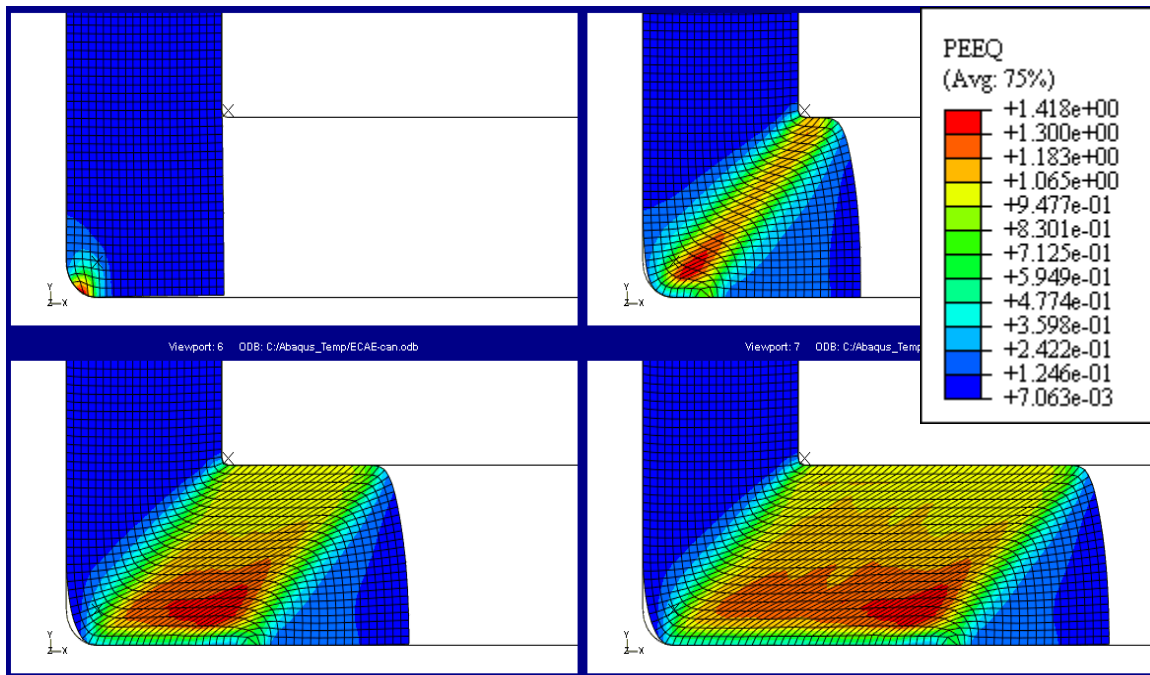 X
X
PEEQ
(Avg: 75%)
+1.418e+00
+1.300e+00
+1.183e+00
+1.065e+00
+9.477e-01
+8.301e-01
+7.125e-01
+5.949e-01
+4.774e-01
+3.598e-01
+2.422e-01
+1.246e-01
+7.063e-03
Y
Z X
Y
Z X
Viewport: 6 ODB: C:/Abaqus_Temp/ECAE-can.odb
Viewport: 7 ODB: C:/Abaqus_Temp
X
X
Y
Z X
Y
Z X